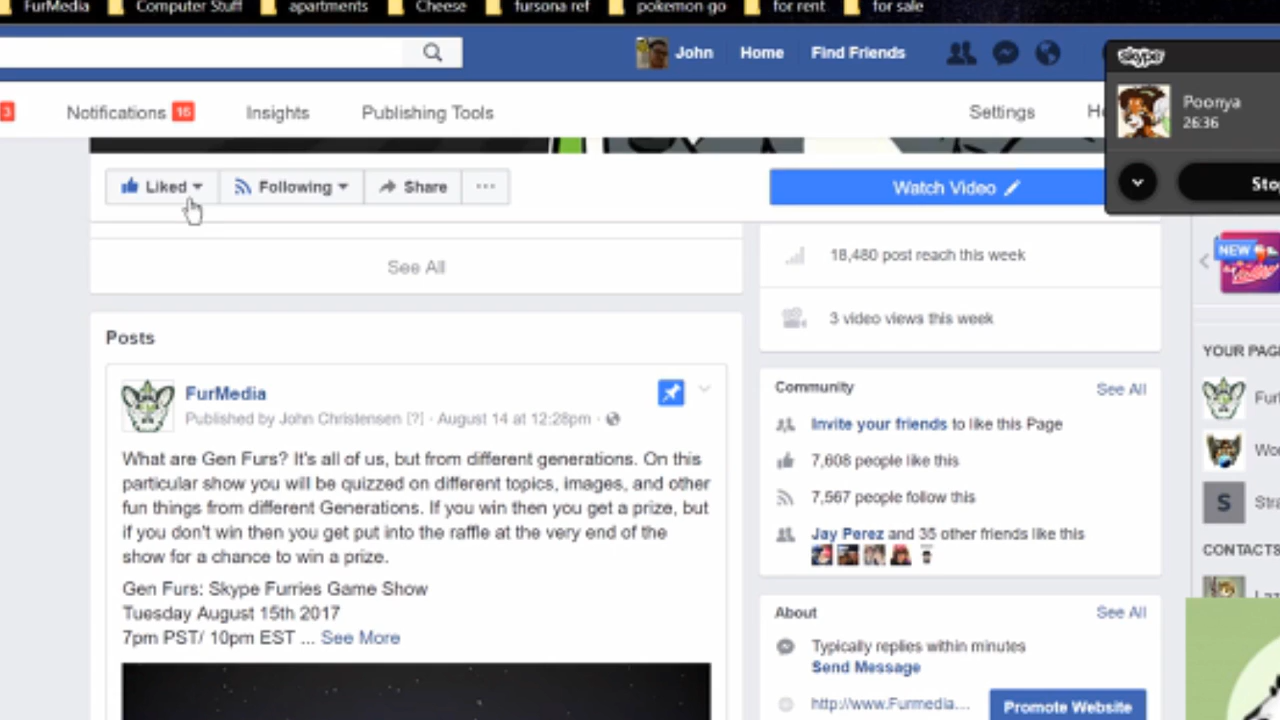 FurMedia Computer Stuff apartments Cheese fursona ref pokemon go for rent for sale
John Home Find Friends
skype
Poonya
26:36
3 Notifications 16 Insights Publishing Tools Settings
Liked Following Share ... Watch Video
NEW
See All
18,480 post reach this week
3 video views this week
Posts
FurMedia
Published by John Christensen [?] · August 14 at 12:28pm ·
What are Gen Furs? It's all of us, but from different generations. On this
particular show you will be quizzed on different topics, images, and other
fun things from different Generations. If you win then you get a prize, but
if you don't win then you get put into the raffle at the very end of the
show for a chance to win a prize.
Gen Furs: Skype Furries Game Show
Tuesday August 15th 2017
7pm PST/ 10pm EST ... See More
Community See All
Invite your friends to like this Page
7,608 people like this
7,567 people follow this
Jay Perez and 35 other friends like this
About See All
Typically replies within minutes
Send Message
http://www.Furmedia....
Promote Website
YOUR PAG
Fur
Wo
S Stra
CONTACTS